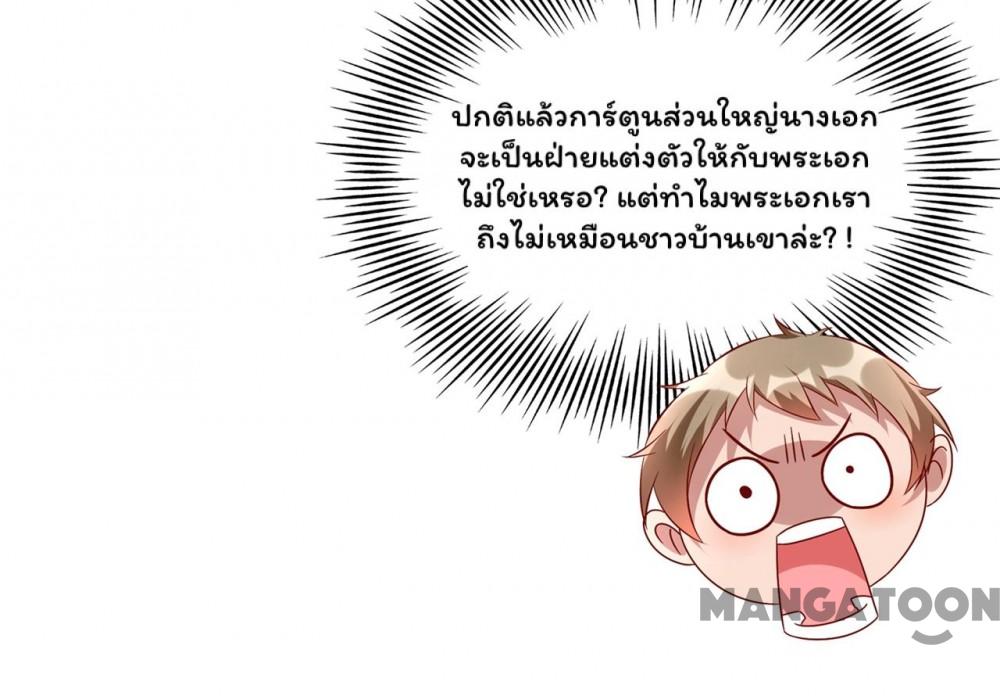 ปกติแล้วการ์ตูนส่วนใหญ่นางเอก
จะเป็นฝ่ายแต่งตัวให้กับพระเอก
ไม่ใช่เหรอ? แต่ทำไมพระเอกเรา
ถึงไม่เหมือนชาวบ้านเขาล่ะ? !
MANGATOON